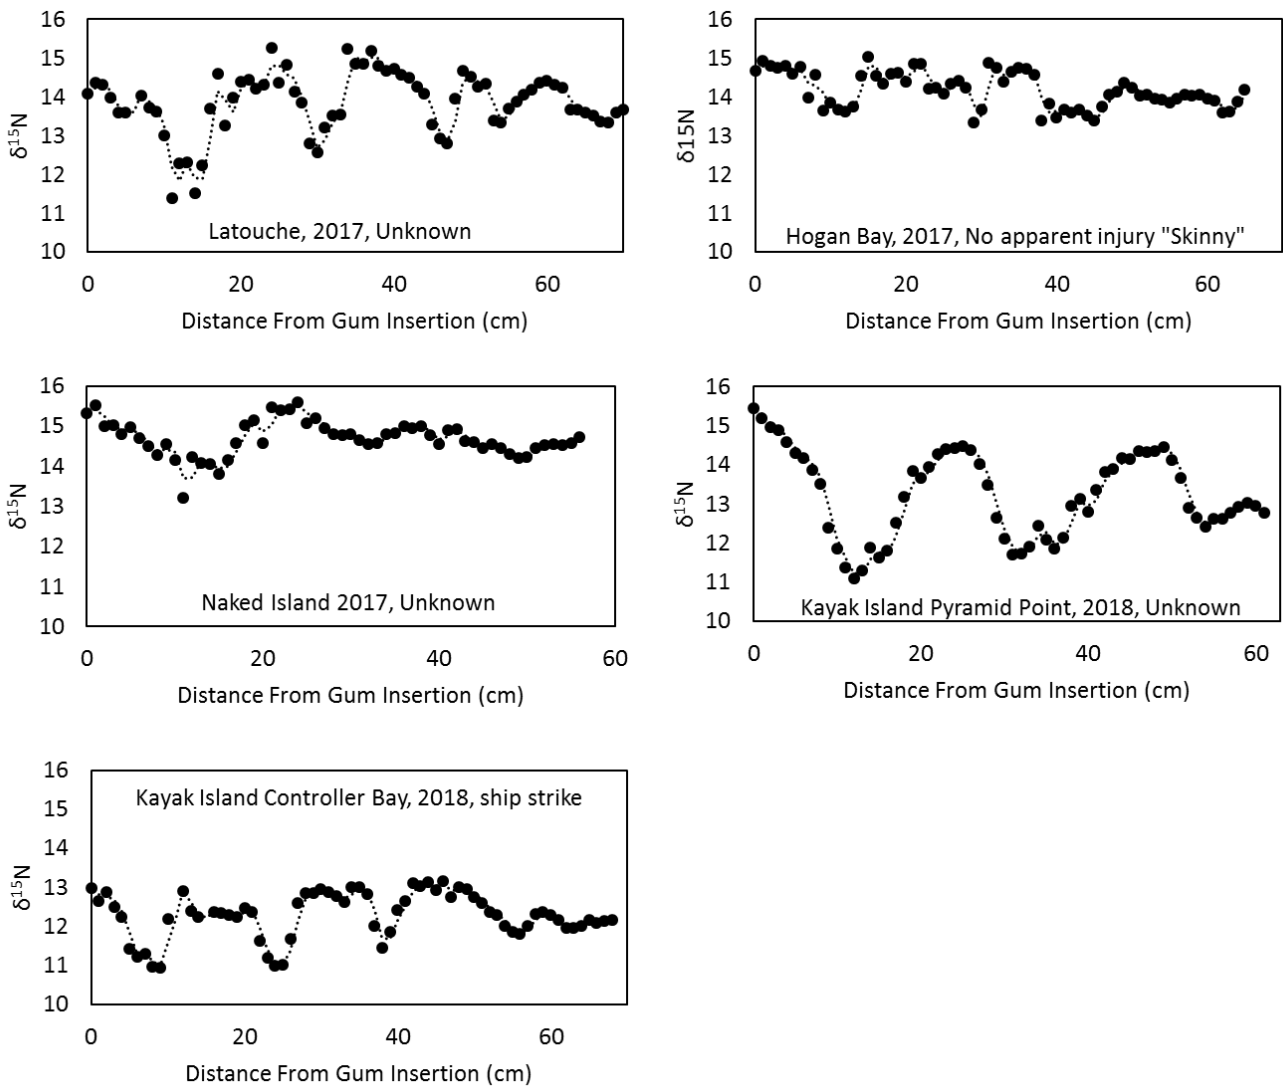 16
15
14
13
12
11
10
δ¹⁵N
Latouche, 2017, Unknown
0 20 40 60
Distance From Gum Insertion (cm)
16
15
14
13
12
11
10
δ15N
Hogan Bay, 2017, No apparent injury "Skinny"
0 20 40 60
Distance From Gum Insertion (cm)
16
15
14
13
12
11
10
δ¹⁵N
Naked Island 2017, Unknown
0 20 40 60
Distance From Gum Insertion (cm)
16
15
14
13
12
11
10
δ¹⁵N
Kayak Island Pyramid Point, 2018, Unknown
0 20 40 60
Distance From Gum Insertion (cm)
16
15
14
13
12
11
10
δ¹⁵N
Kayak Island Controller Bay, 2018, ship strike
0 20 40 60
Distance From Gum Insertion (cm)